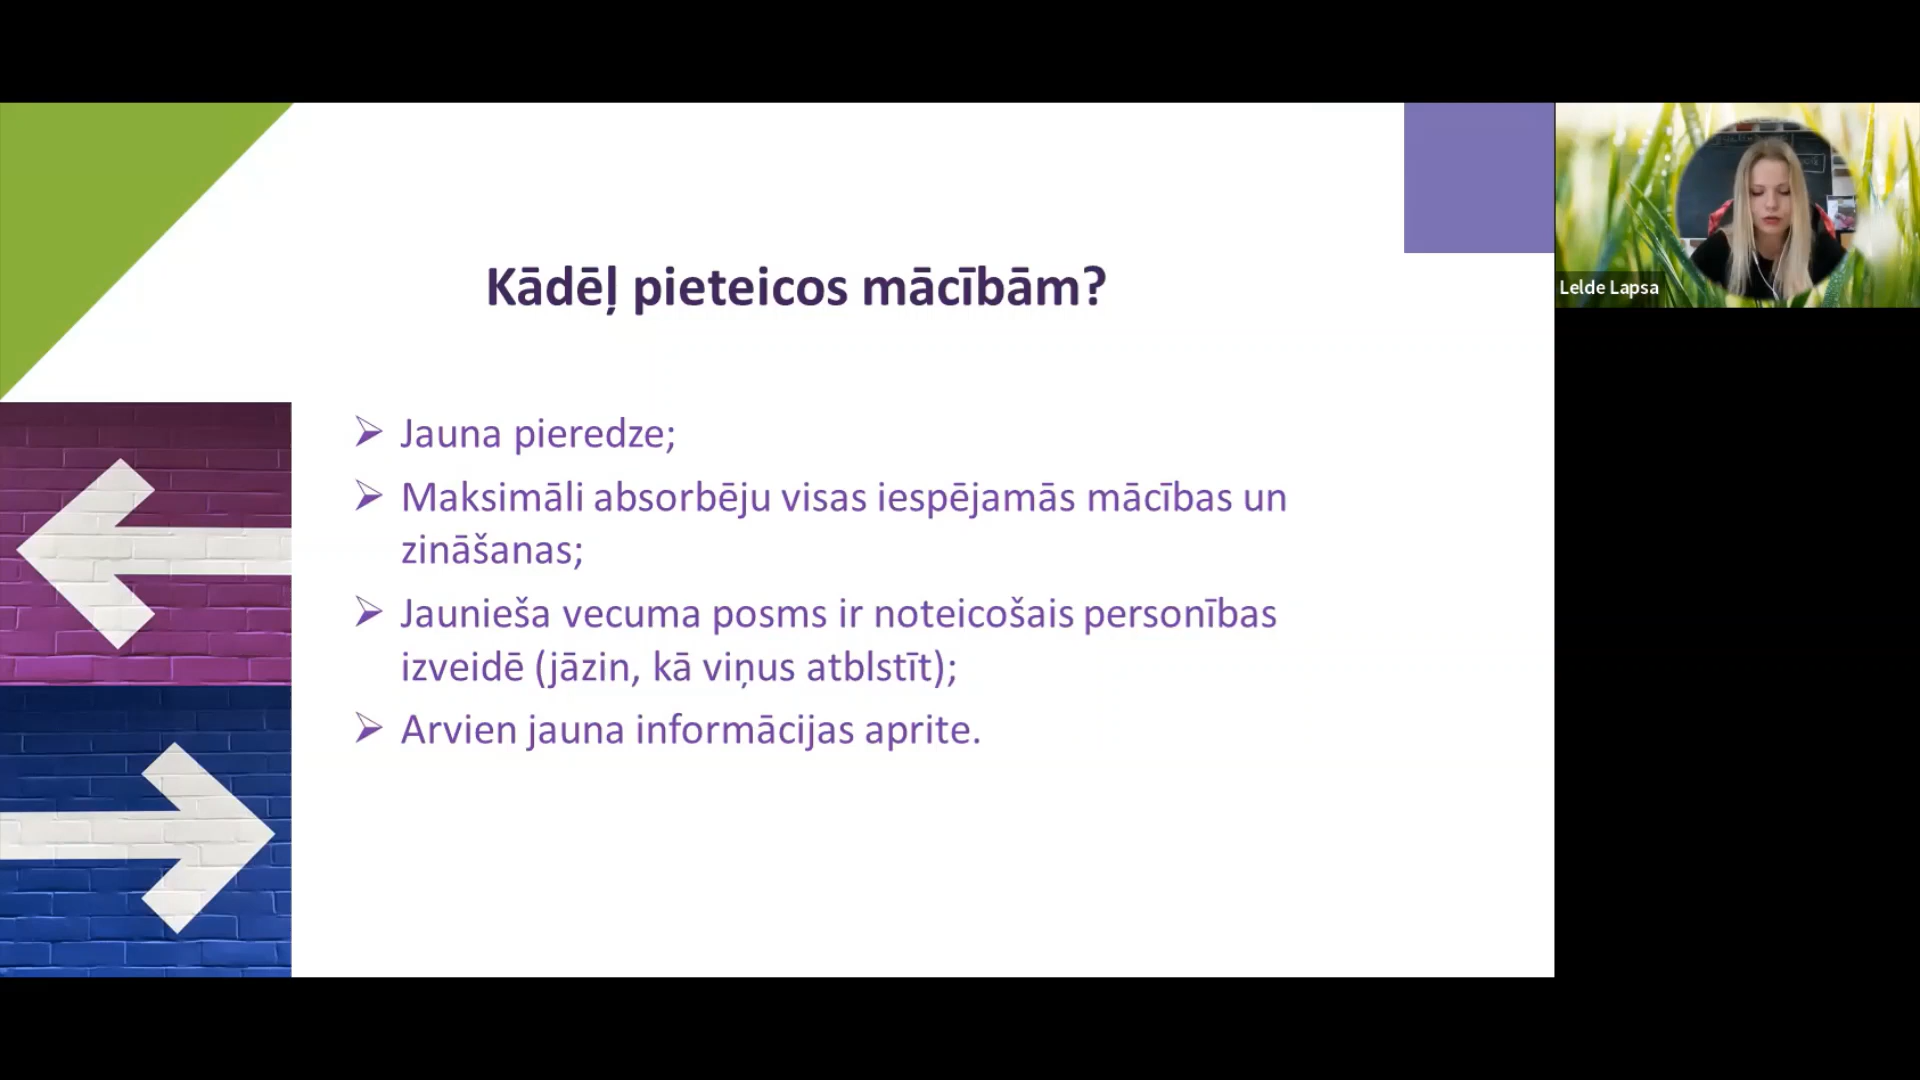 Kādēļ pieteicos mācībām?
Jauna pieredze;
Maksimāli absorbēju visas iespējamās mācības un
zināšanas;
Jaunieša vecuma posms ir noteicošais personības
izveidē (jāzin, kā viņus atblstīt);
Arvien jauna informācijas aprite.
Lelde Lapsa